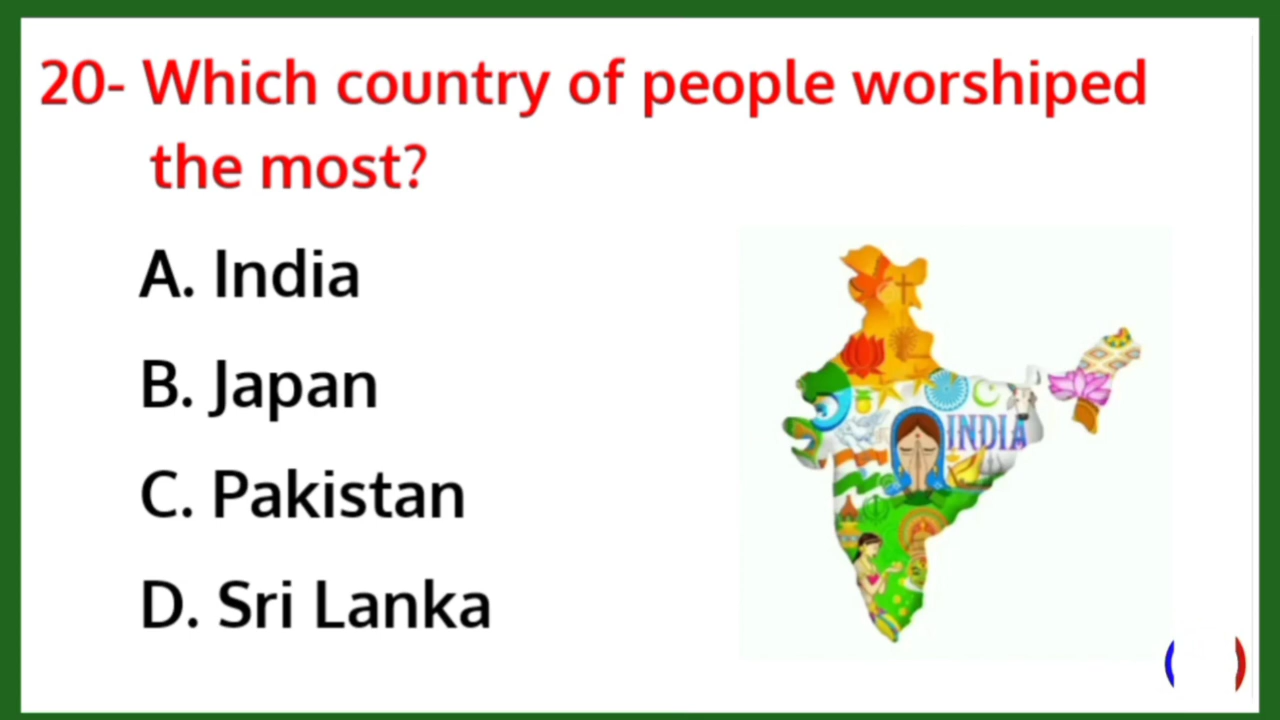 20- Which country of people worshiped
the most?
A. India
B. Japan
C. Pakistan
D. Sri Lanka
INDIA
( )